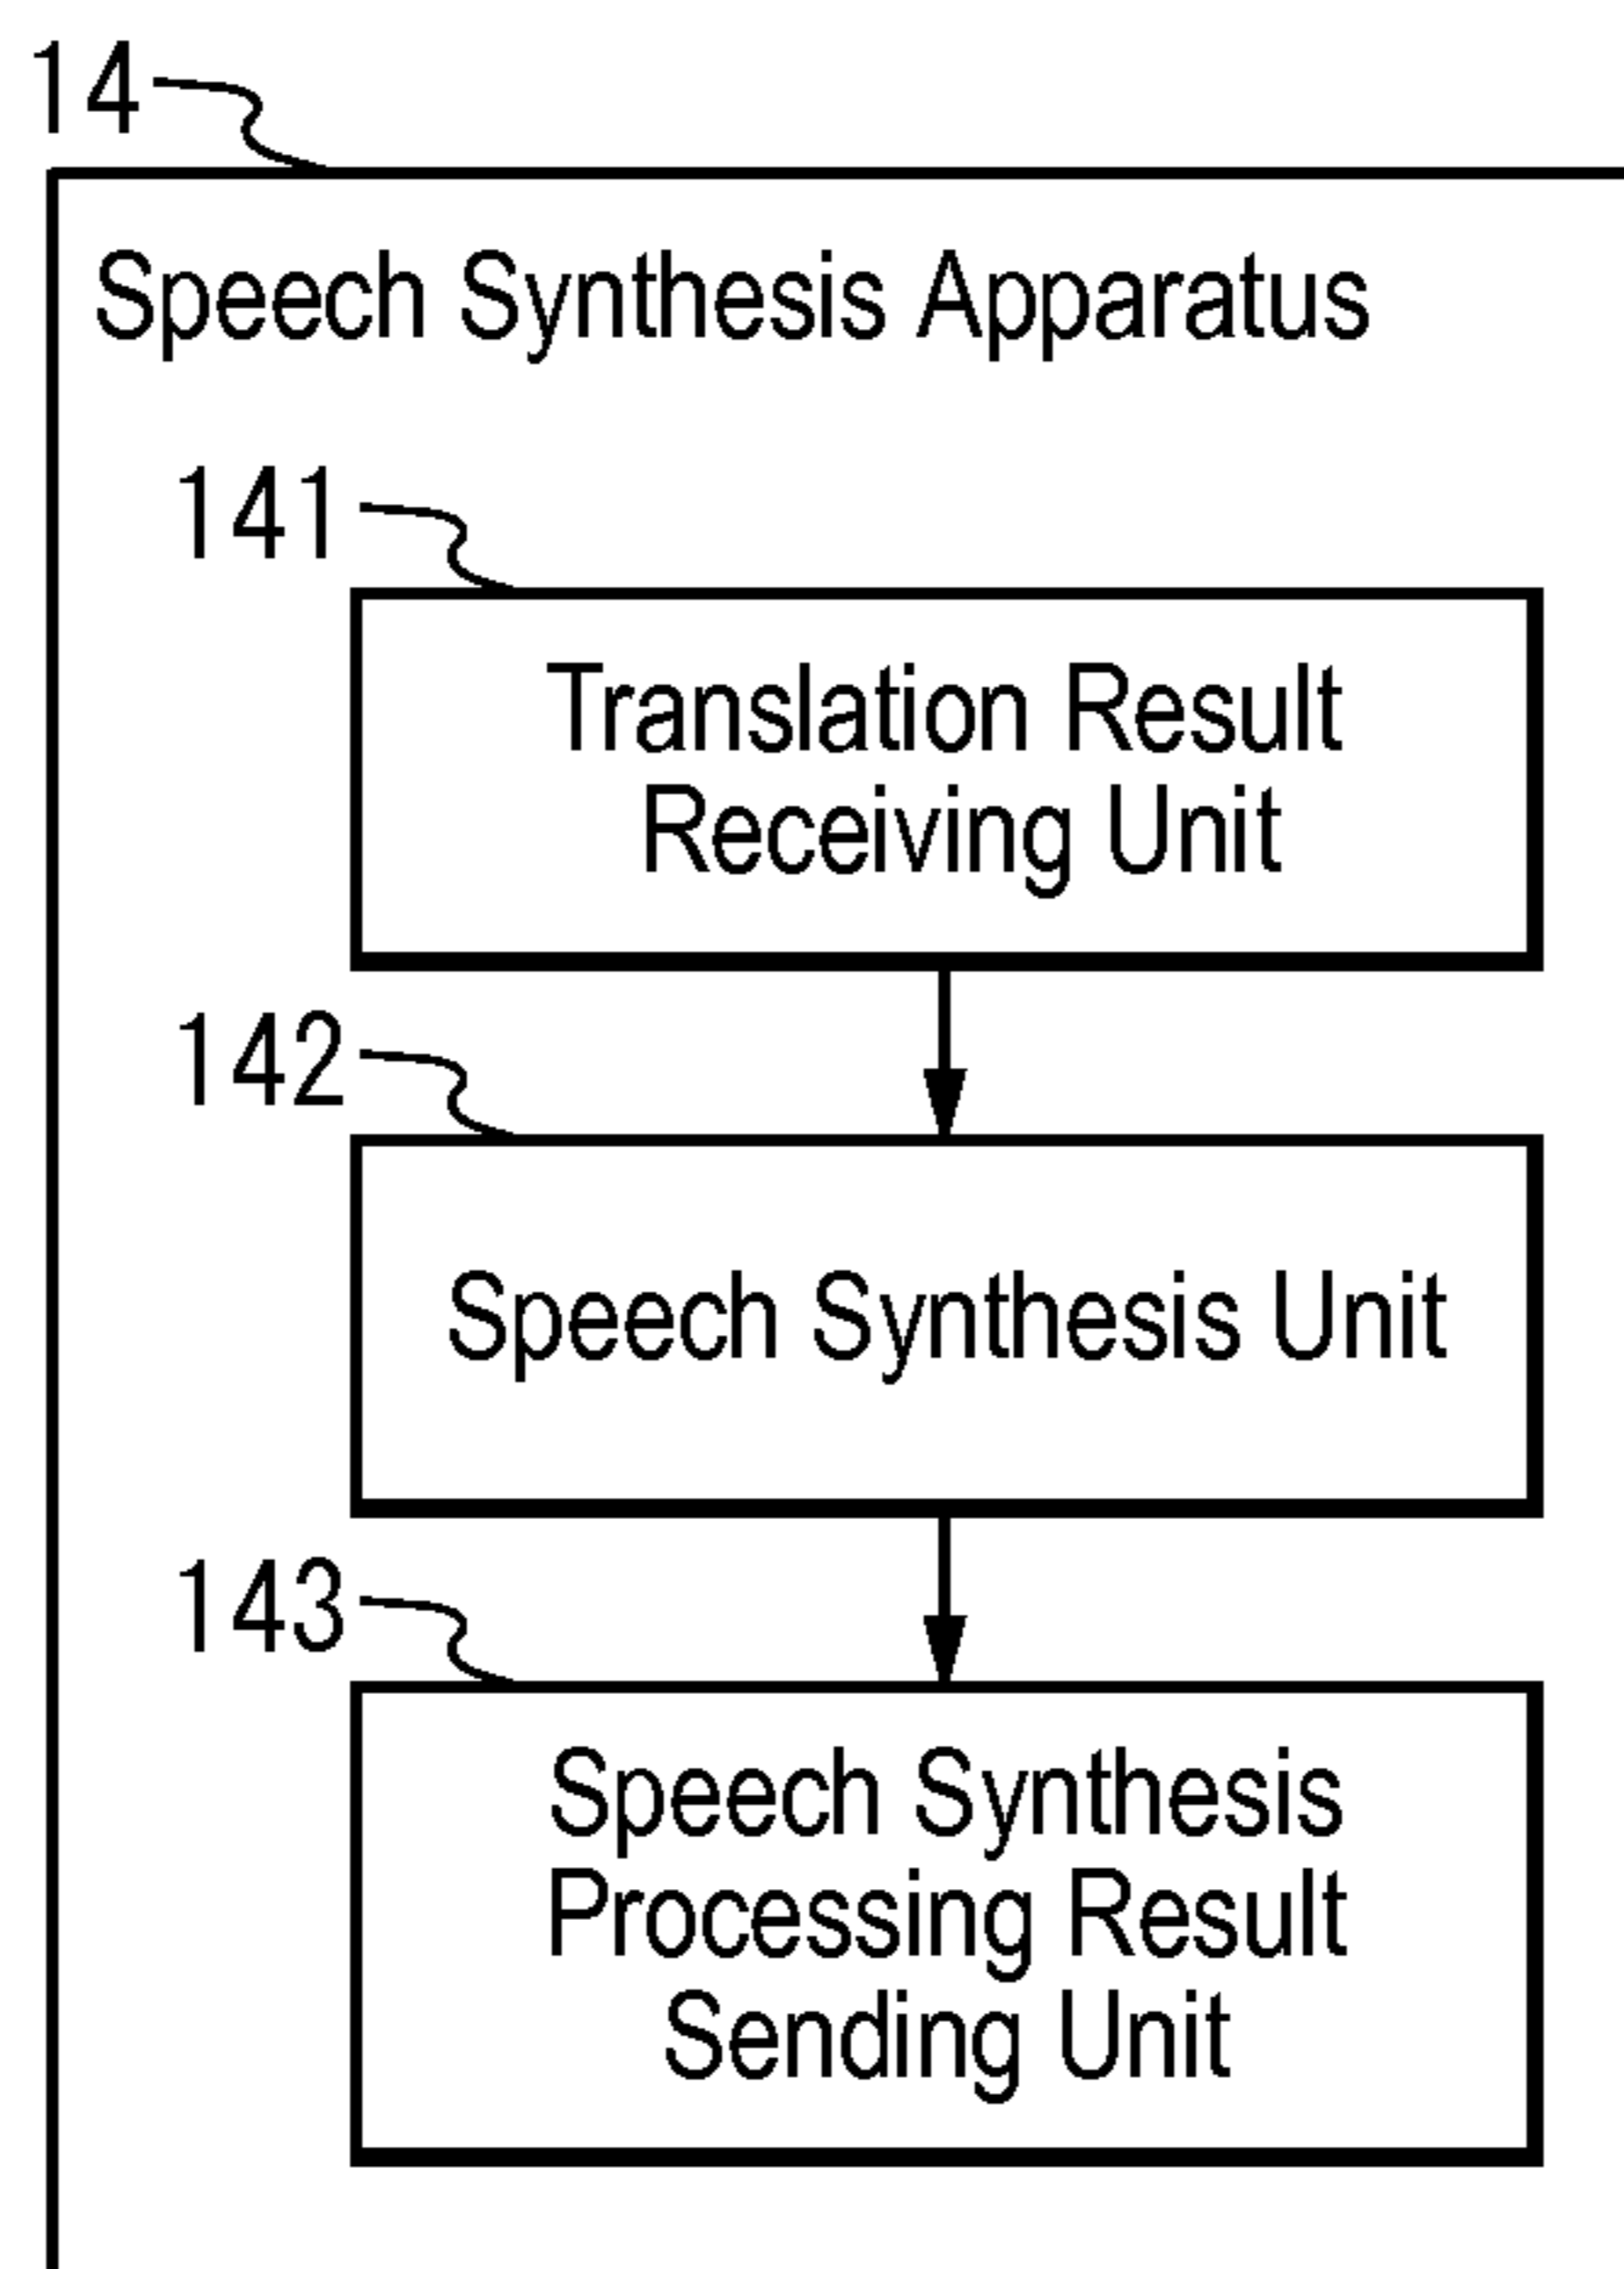 14
Speech Synthesis Apparatus
141
Translation Result
Receiving Unit
142
Speech Synthesis Unit
143
Speech Synthesis
Processing Result
Sending Unit